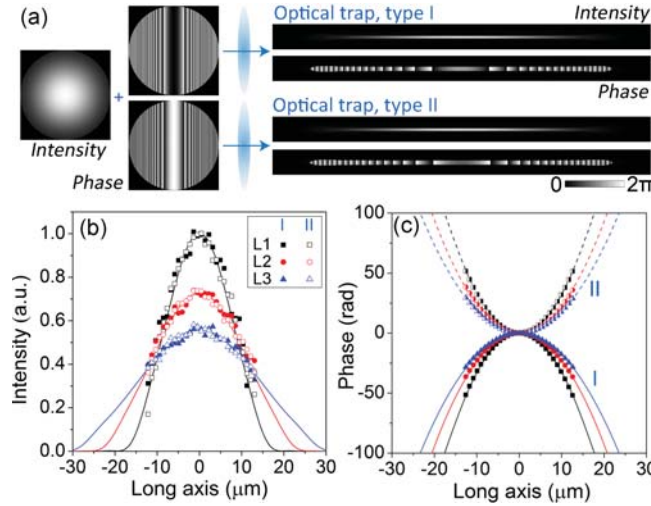 (a)
Optical trap, type I
Intensity
+
Intensity
Phase
Phase
Optical trap, type II
0 2π
(b)
I II
L1
L2
L3
Intensity (a.u.)
1.0
0.8
0.6
0.4
0.2
0.0
-30 -20 -10 0 10 20 30
Long axis (μm)
(c)
II
I
Phase (rad)
100
50
0
-50
-100
-30 -20 -10 0 10 20 30
Long axis (μm)